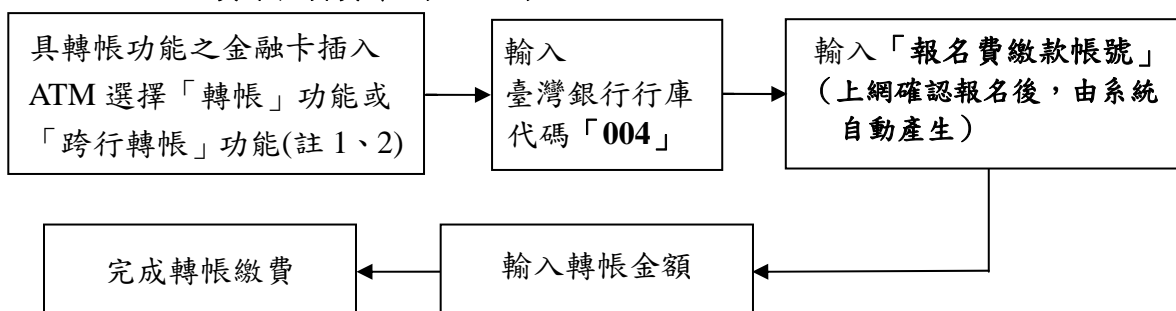 具轉帳功能之金融卡插入
ATM 選擇「轉帳」功能或
「跨行轉帳」功能(註 1、2)
輸入
臺灣銀行行庫
代碼「004」
輸入「報名費繳款帳號」
（上網確認報名後，由系統
自動產生）
輸入轉帳金額
完成轉帳繳費